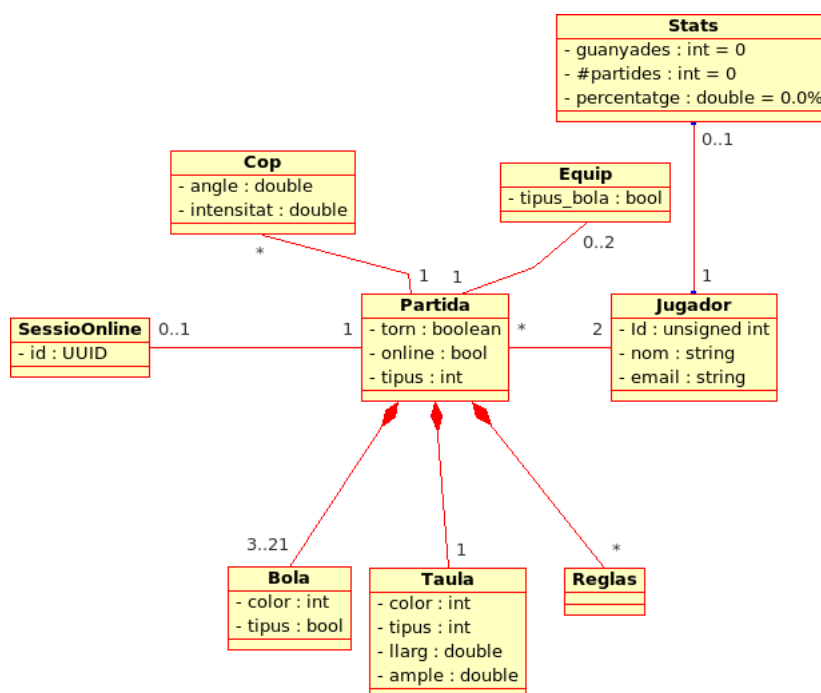 Stats
- guanyades : int = 0
- #partides : int = 0
- percentatge : double = 0.0%
0..1
Cop
- angle : double
- intensitat : double
*
1
Equip
- tipus_bola : bool
0..2
1
SessioOnline
- id : UUID
0..1
1
Partida
- torn : boolean
- online : bool
- tipus : int
*
2
1
Jugador
- Id : unsigned int
- nom : string
- email : string
3..21
Bola
- color : int
- tipus : bool
1
Taula
- color : int
- tipus : int
- llarg : double
- ample : double
*
Reglas